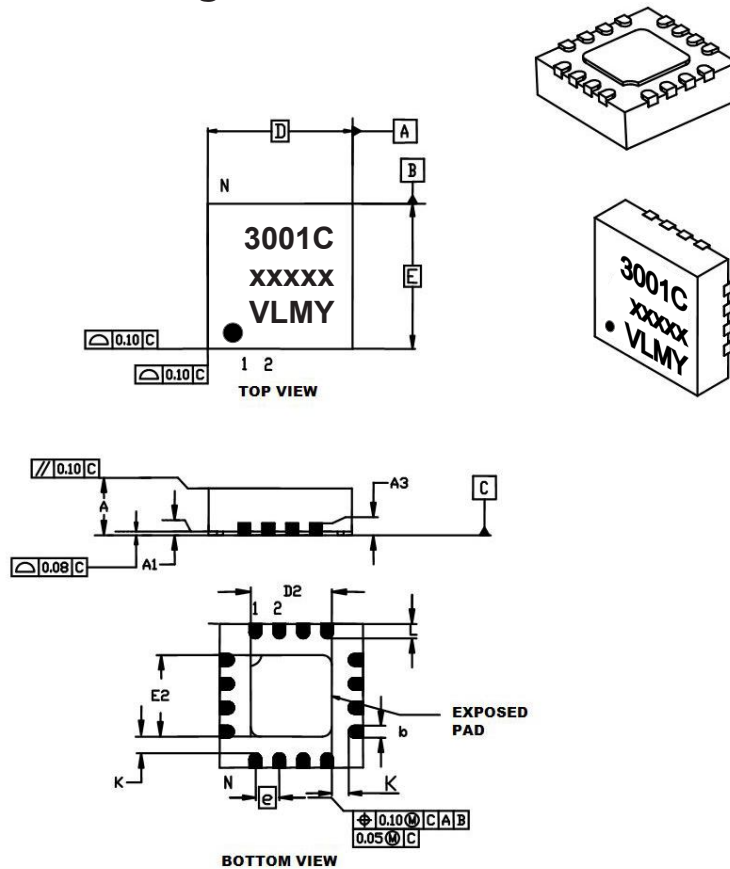 D
A
B
N
3001C
xxxxx
VLMY
E
0.10 C
0.10 C
1 2
TOP VIEW
3001C
xxxxx
VLMY
// 0.10 C
A
A3
C
0.08 C
A1
D2
1 2
L
E2
EXPOSED
PAD
b
K
N
e
K
0.10 M C A B
0.05 M C
BOTTOM VIEW